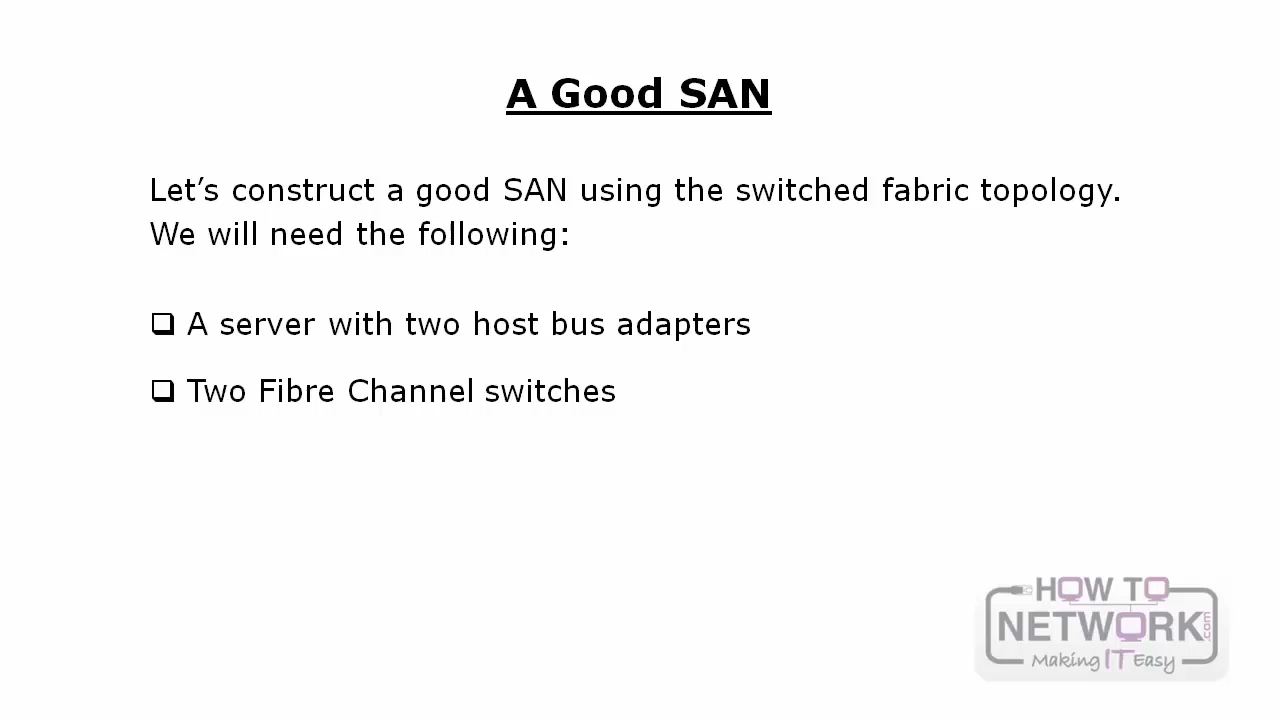 A Good SAN
Let’s construct a good SAN using the switched fabric topology.
We will need the following:
❑ A server with two host bus adapters
❑ Two Fibre Channel switches
HOW TO
NETWORK.com
Making IT Easy